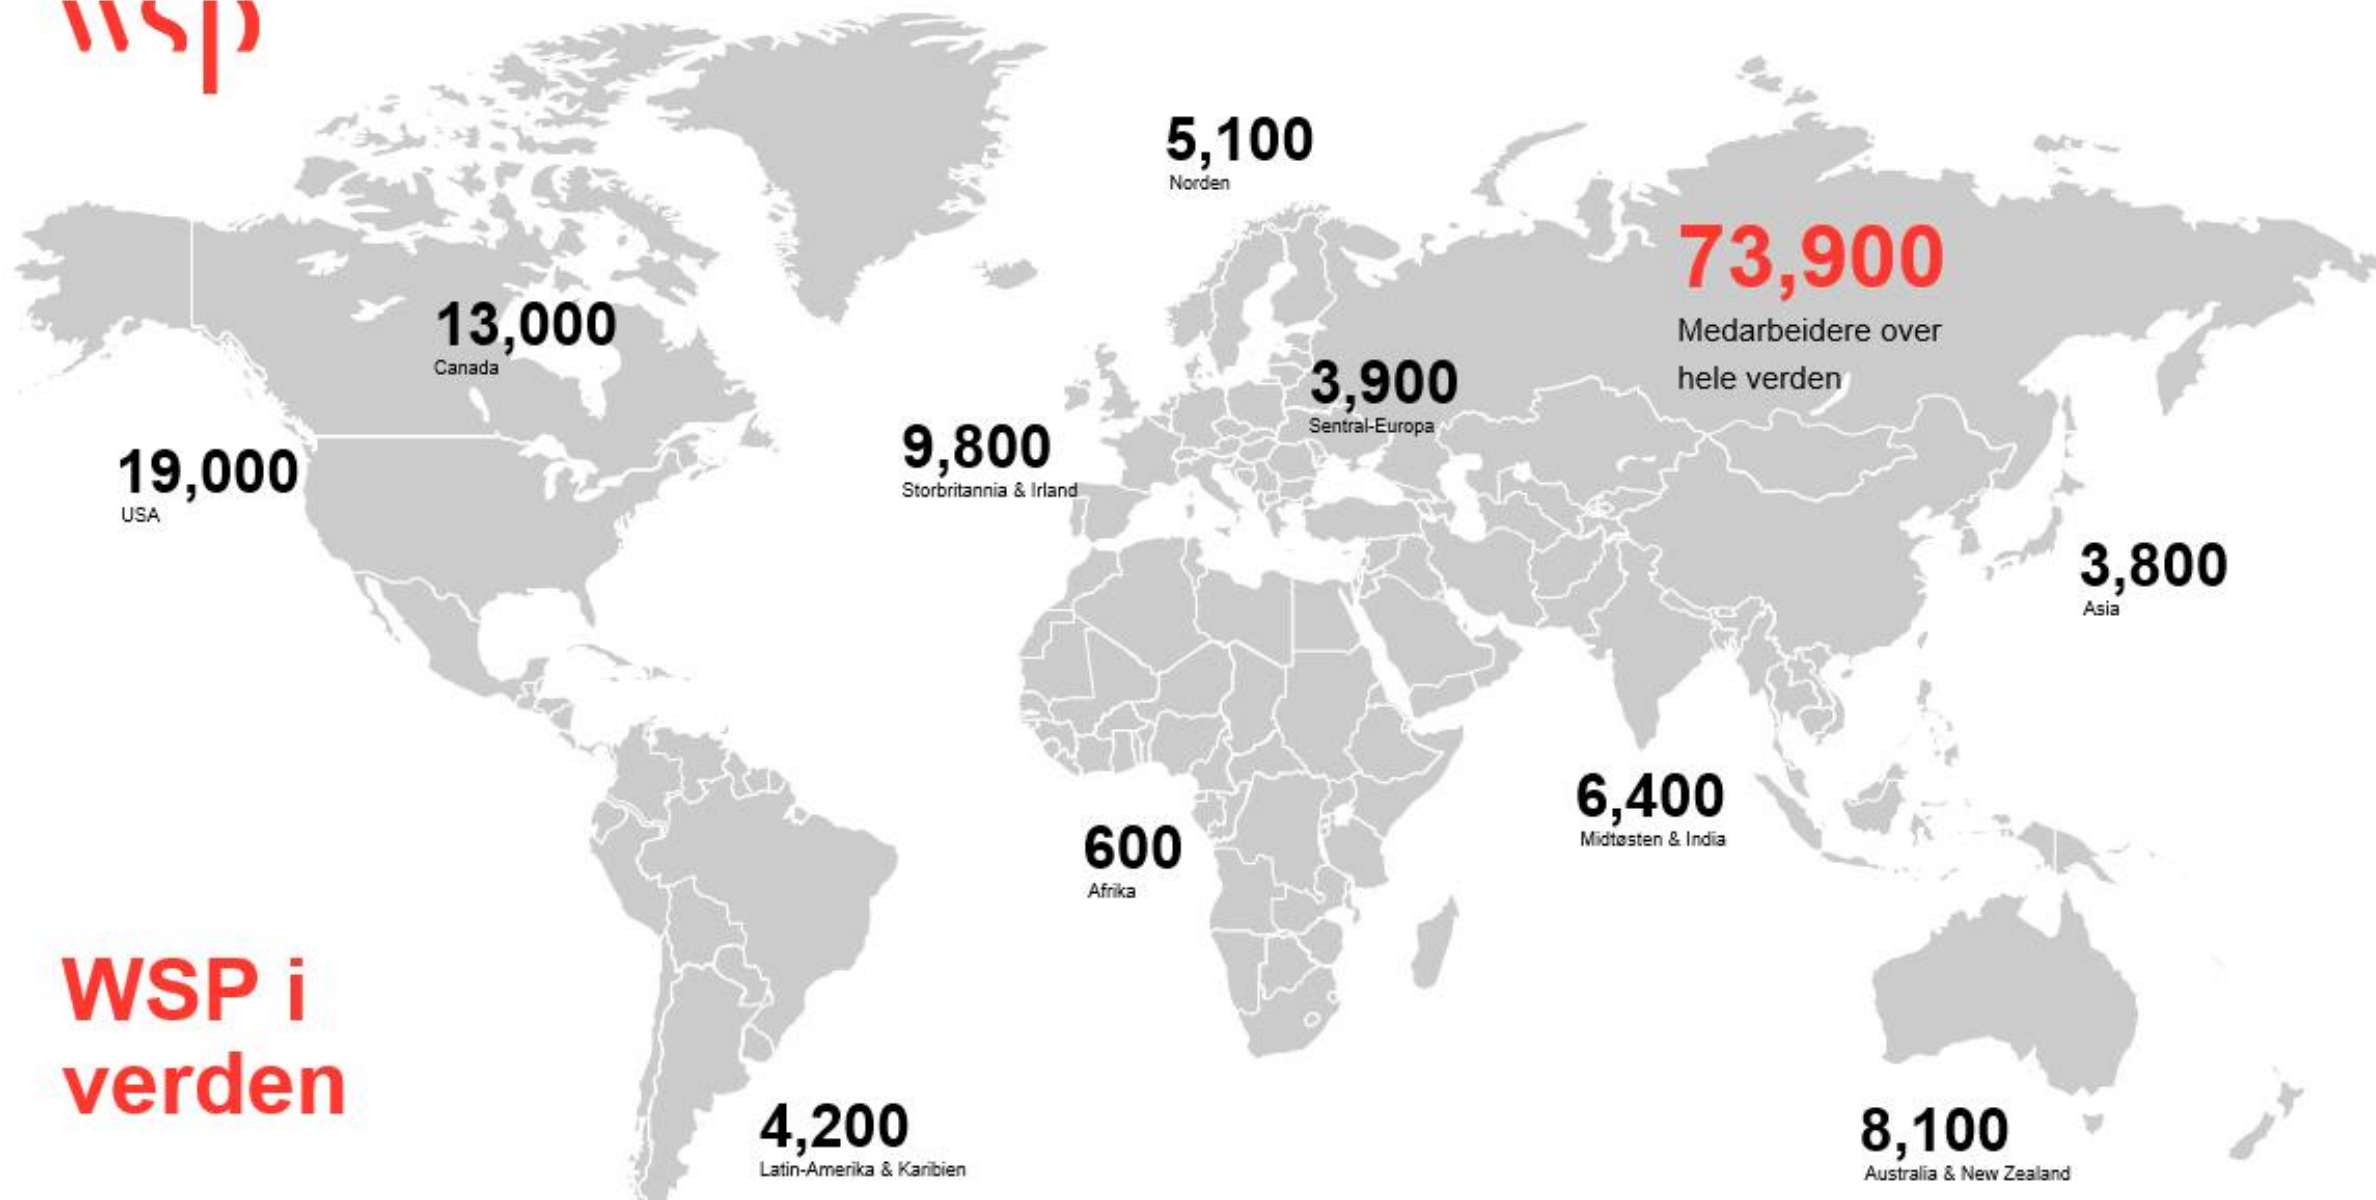 wsp
5,100
Norden
73,900
Medarbeidere over
hele verden
13,000
Canada
3,900
Sentral-Europa
9,800
Storbritannia & Irland
19,000
USA
3,800
Asia
6,400
Midtøsten & India
600
Afrika
WSP i
verden
4,200
Latin-Amerika & Karibien
8,100
Australia & New Zealand